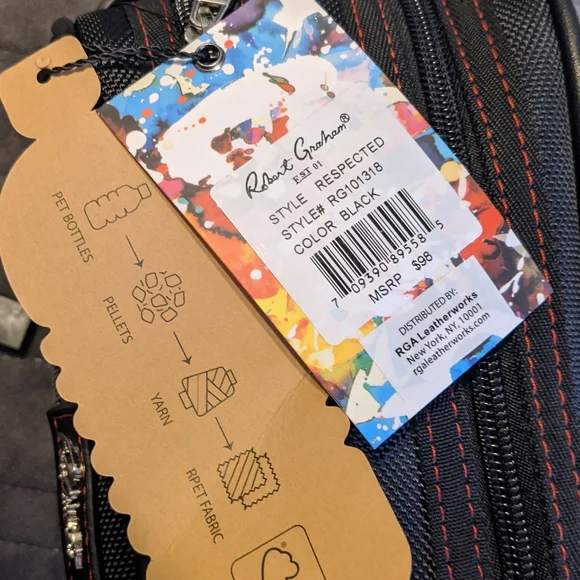 Robert Graham®
EST 01
STYLE RESPECTED
STYLE# RG101318
COLOR BLACK
7 09390 89558 5
MSRP $98
DISTRIBUTED BY:
RGA Leatherworks
New York, NY, 10001
rgaleatherworks.com
PET BOTTLES
PELLETS
YARN
RPET FABRIC
®